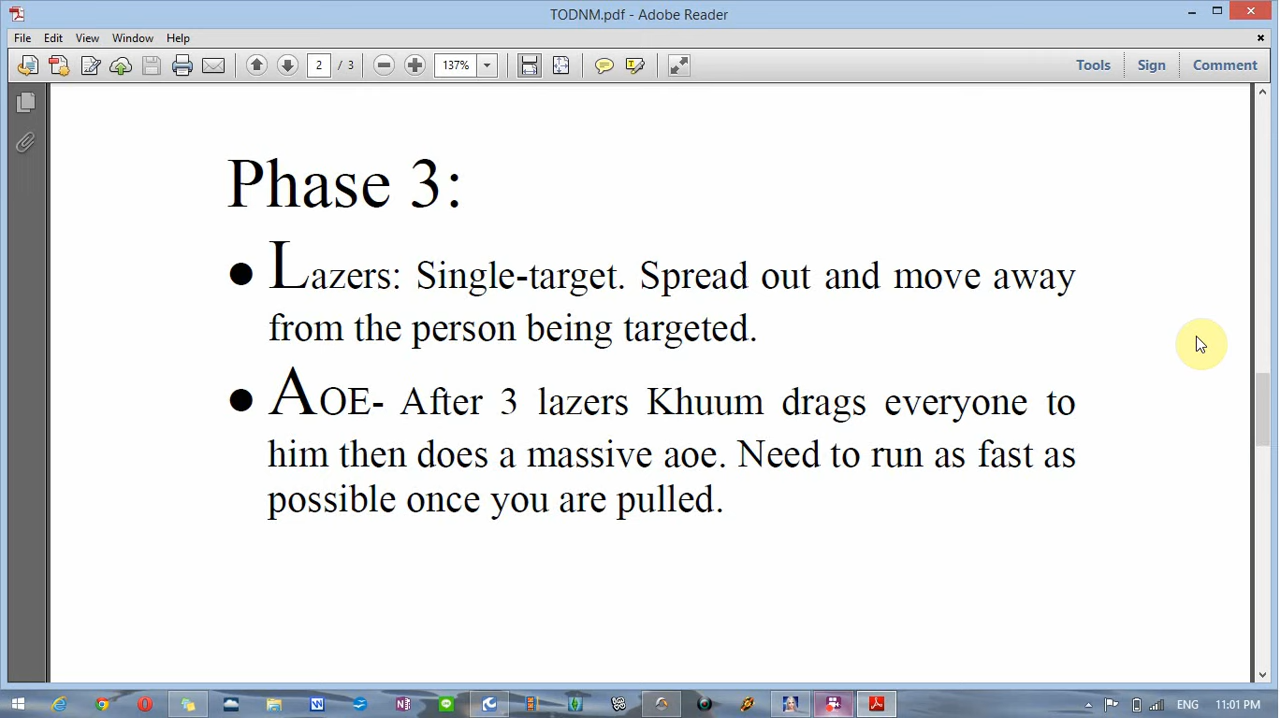 TODNM.pdf - Adobe Reader
File Edit View Window Help
2 / 3 137% Tools Sign Comment
Phase 3:
● Lazers: Single-target. Spread out and move away
from the person being targeted.
● AOE- After 3 lazers Khuum drags everyone to
him then does a massive aoe. Need to run as fast as
possible once you are pulled.
ENG 11:01 PM